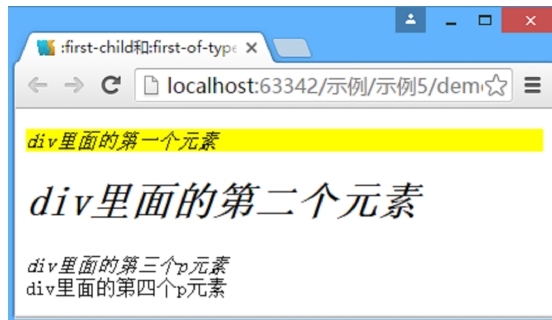 :first-child和:first-of-type
localhost:63342/示例/示例5/dem
div里面的第一个元素
div里面的第二个元素
div里面的第三个p元素
div里面的第四个p元素